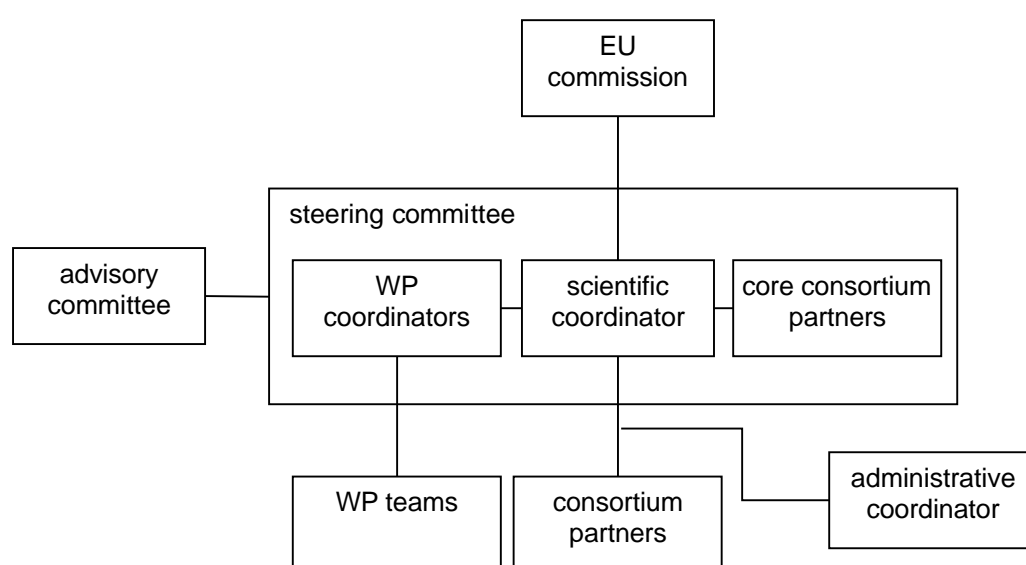 EU
commission
steering committee
advisory
committee
WP
coordinators
scientific
coordinator
core consortium
partners
WP teams
consortium
partners
administrative
coordinator